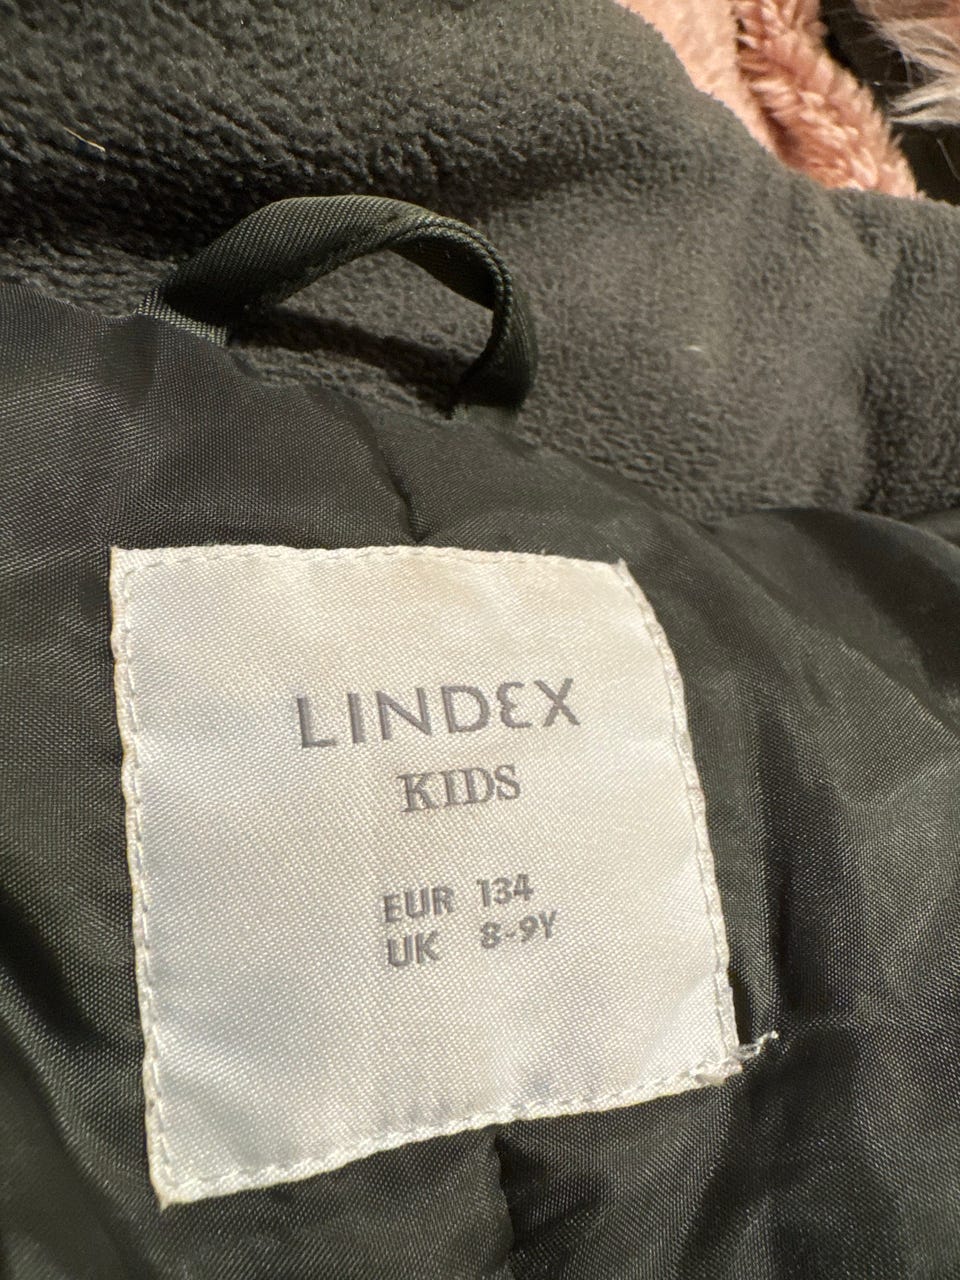 LINDEX
KIDS
EUR 134
UK 8-9Y